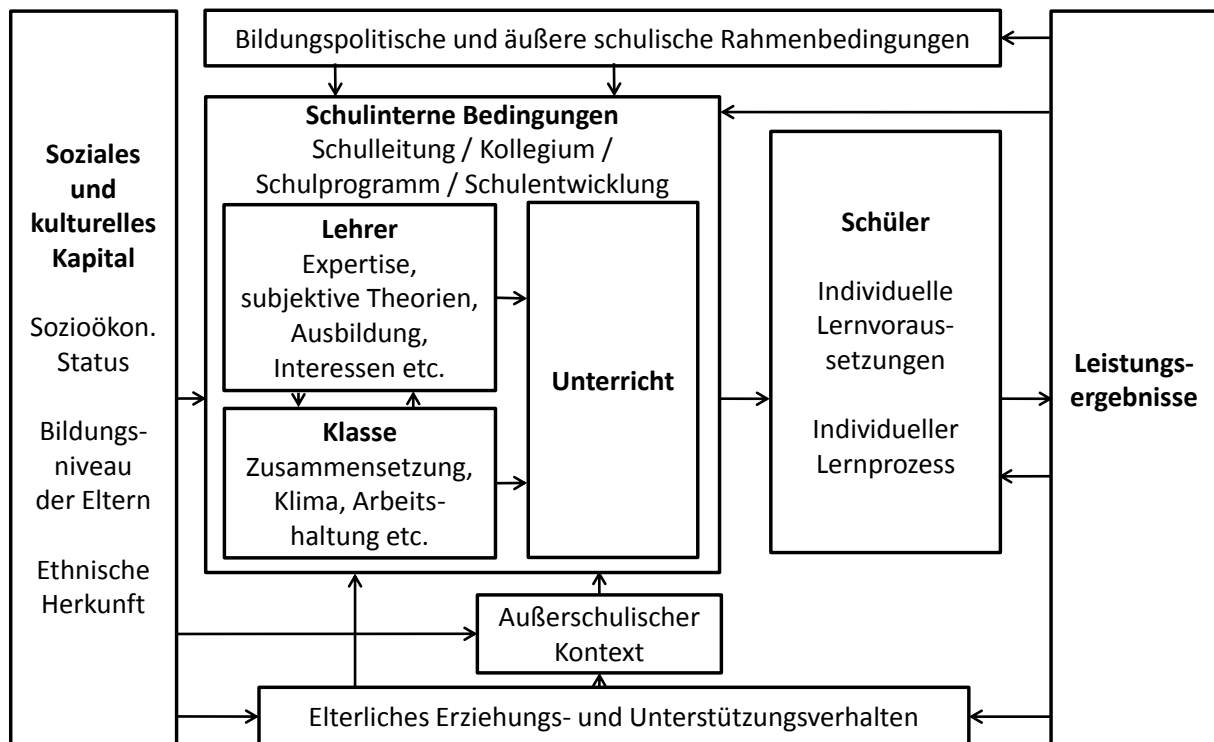 Bildungspolitische und äußere schulische Rahmenbedingungen
Soziales
und
kulturelles
Kapital
Sozioökon.
Status
Bildungs-
niveau
der Eltern
Ethnische
Herkunft
Schulinterne Bedingungen
Schulleitung / Kollegium /
Schulprogramm / Schulentwicklung
Lehrer
Expertise,
subjektive Theorien,
Ausbildung,
Interessen etc.
Klasse
Zusammensetzung,
Klima, Arbeits-
haltung etc.
Unterricht
Schüler
Individuelle
Lernvoraus-
setzungen
Individueller
Lernprozess
Leistungs-
ergebnisse
Außerschulischer
Kontext
Elterliches Erziehungs- und Unterstützungsverhalten